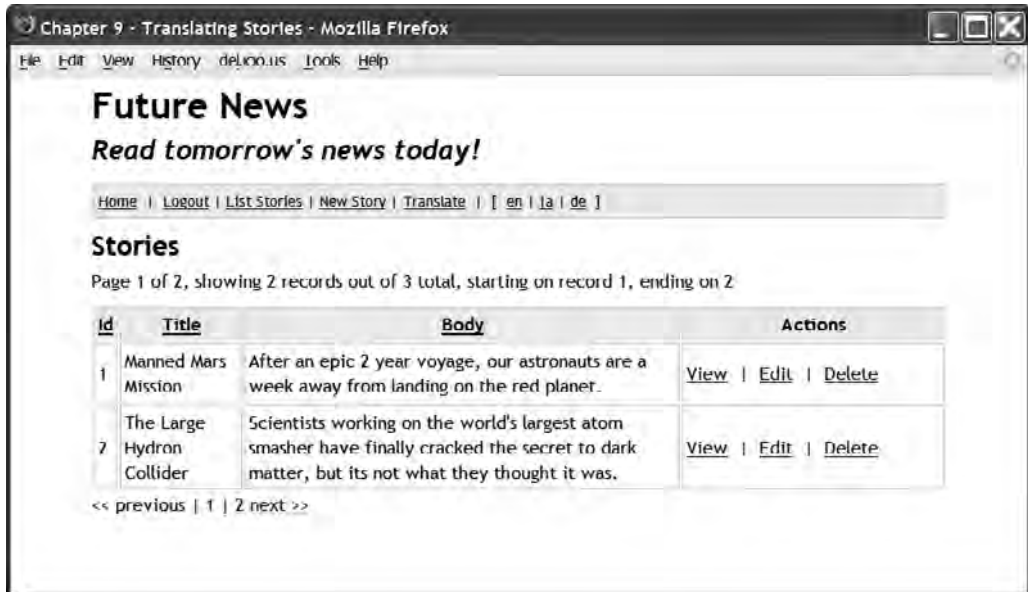 Chapter 9 - Translating Stories - Mozilla Firefox
File Edit View History del.icio.us Tools Help
Future News
Read tomorrow's news today!
Home | Logout | List Stories | New Story | Translate | [ en | la | de ]
Stories
Page 1 of 2, showing 2 records out of 3 total, starting on record 1, ending on 2
Id Title Body Actions
1 Manned Mars Mission After an epic 2 year voyage, our astronauts are a
week away from landing on the red planet. View | Edit | Delete
2 The Large Hydron Collider Scientists working on the world's largest atom
smasher have finally cracked the secret to dark
matter, but its not what they thought it was. View | Edit | Delete
<< previous | 1 | 2 next >>